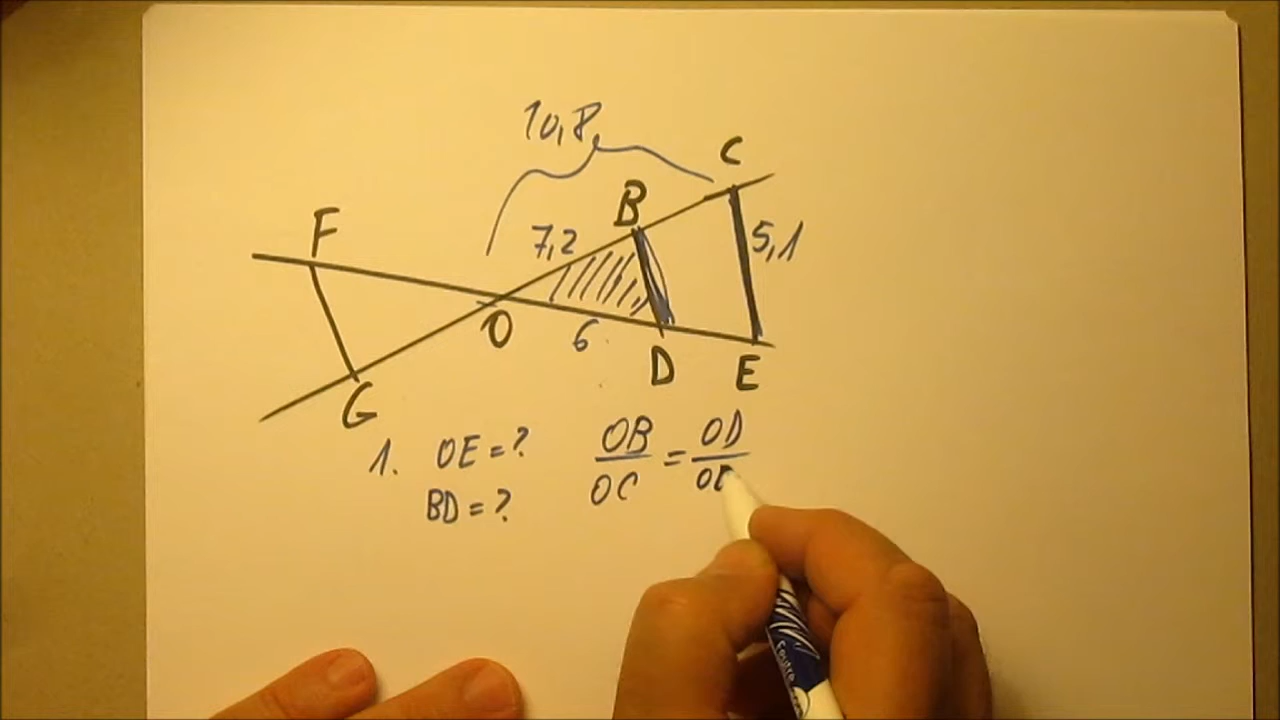 10,8
C
B
F
7,2
5,1
O
6
D
E
G
1. OE = ? OB/OC = OD/OE
BD = ?